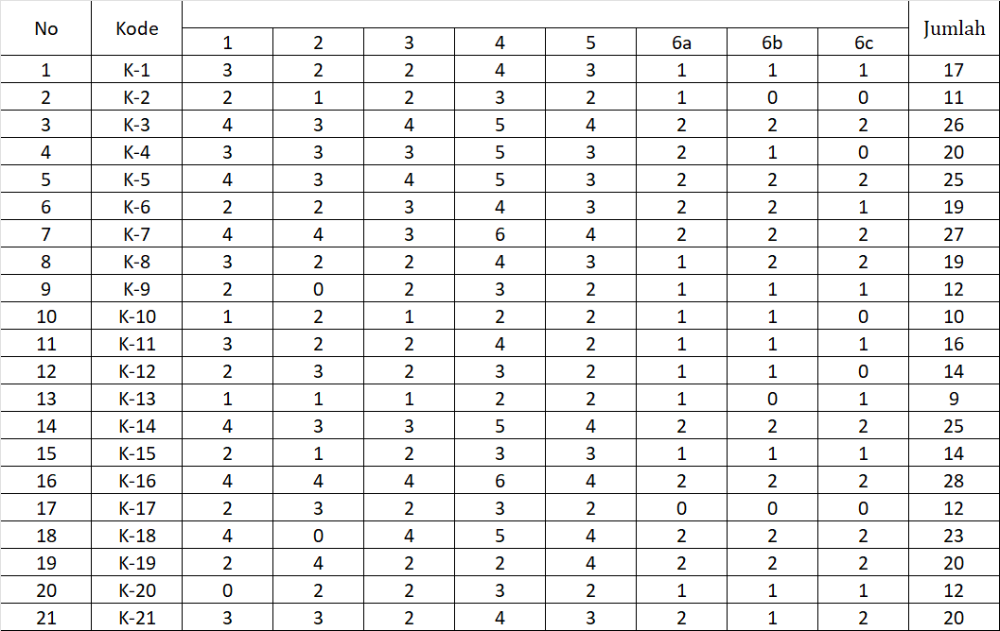 No Kode Jumlah
1 2 3 4 5 6a 6b 6c
1 K-1 3 2 2 4 3 1 1 1 17
2 K-2 2 1 2 3 2 1 0 0 11
3 K-3 4 3 4 5 4 2 2 2 26
4 K-4 3 3 3 5 3 2 1 0 20
5 K-5 4 3 4 5 3 2 2 2 25
6 K-6 2 2 3 4 3 2 2 1 19
7 K-7 4 4 3 6 4 2 2 2 27
8 K-8 3 2 2 4 3 1 2 2 19
9 K-9 2 0 2 3 2 1 1 1 12
10 K-10 1 2 1 2 2 1 1 0 10
11 K-11 3 2 2 4 2 1 1 1 16
12 K-12 2 3 2 3 2 1 1 0 14
13 K-13 1 1 1 2 2 1 0 1 9
14 K-14 4 3 3 5 4 2 2 2 25
15 K-15 2 1 2 3 3 1 1 1 14
16 K-16 4 4 4 6 4 2 2 2 28
17 K-17 2 3 2 3 2 0 0 0 12
18 K-18 4 0 4 5 4 2 2 2 23
19 K-19 2 4 2 2 4 2 2 2 20
20 K-20 0 2 2 3 2 1 1 1 12
21 K-21 3 3 2 4 3 2 1 2 20